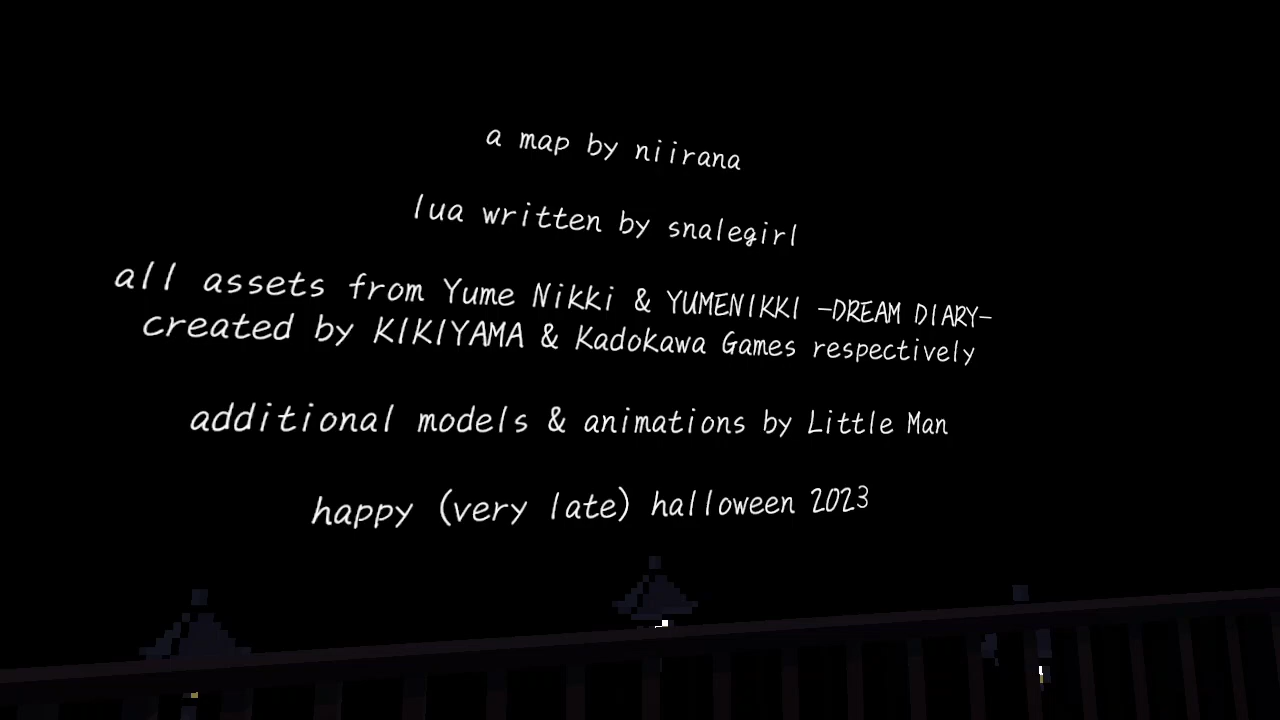 a map by niirana
lua written by snalegirl
all assets from Yume Nikki & YUMENIKKI -DREAM DIARY-
created by KIKIYAMA & Kadokawa Games respectively
additional models & animations by Little Man
happy (very late) halloween 2023